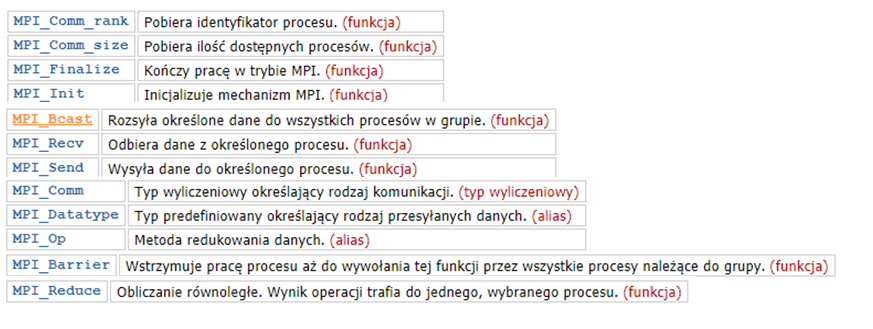 MPI_Comm_rank Pobiera identyfikator procesu. (funkcja)
MPI_Comm_size Pobiera ilość dostępnych procesów. (funkcja)
MPI_Finalize Kończy pracę w trybie MPI. (funkcja)
MPI_Init Inicjalizuje mechanizm MPI. (funkcja)
MPI_Bcast Rozsyła określone dane do wszystkich procesów w grupie. (funkcja)
MPI_Recv Odbiera dane z określonego procesu. (funkcja)
MPI_Send Wysyła dane do określonego procesu. (funkcja)
MPI_Comm Typ wyliczeniowy określający rodzaj komunikacji. (typ wyliczeniowy)
MPI_Datatype Typ predefiniowany określający rodzaj przesyłanych danych. (alias)
MPI_Op Metoda redukowania danych. (alias)
MPI_Barrier Wstrzymuje pracę procesu aż do wywołania tej funkcji przez wszystkie procesy należące do grupy. (funkcja)
MPI_Reduce Obliczanie równoległe. Wynik operacji trafia do jednego, wybranego procesu. (funkcja)